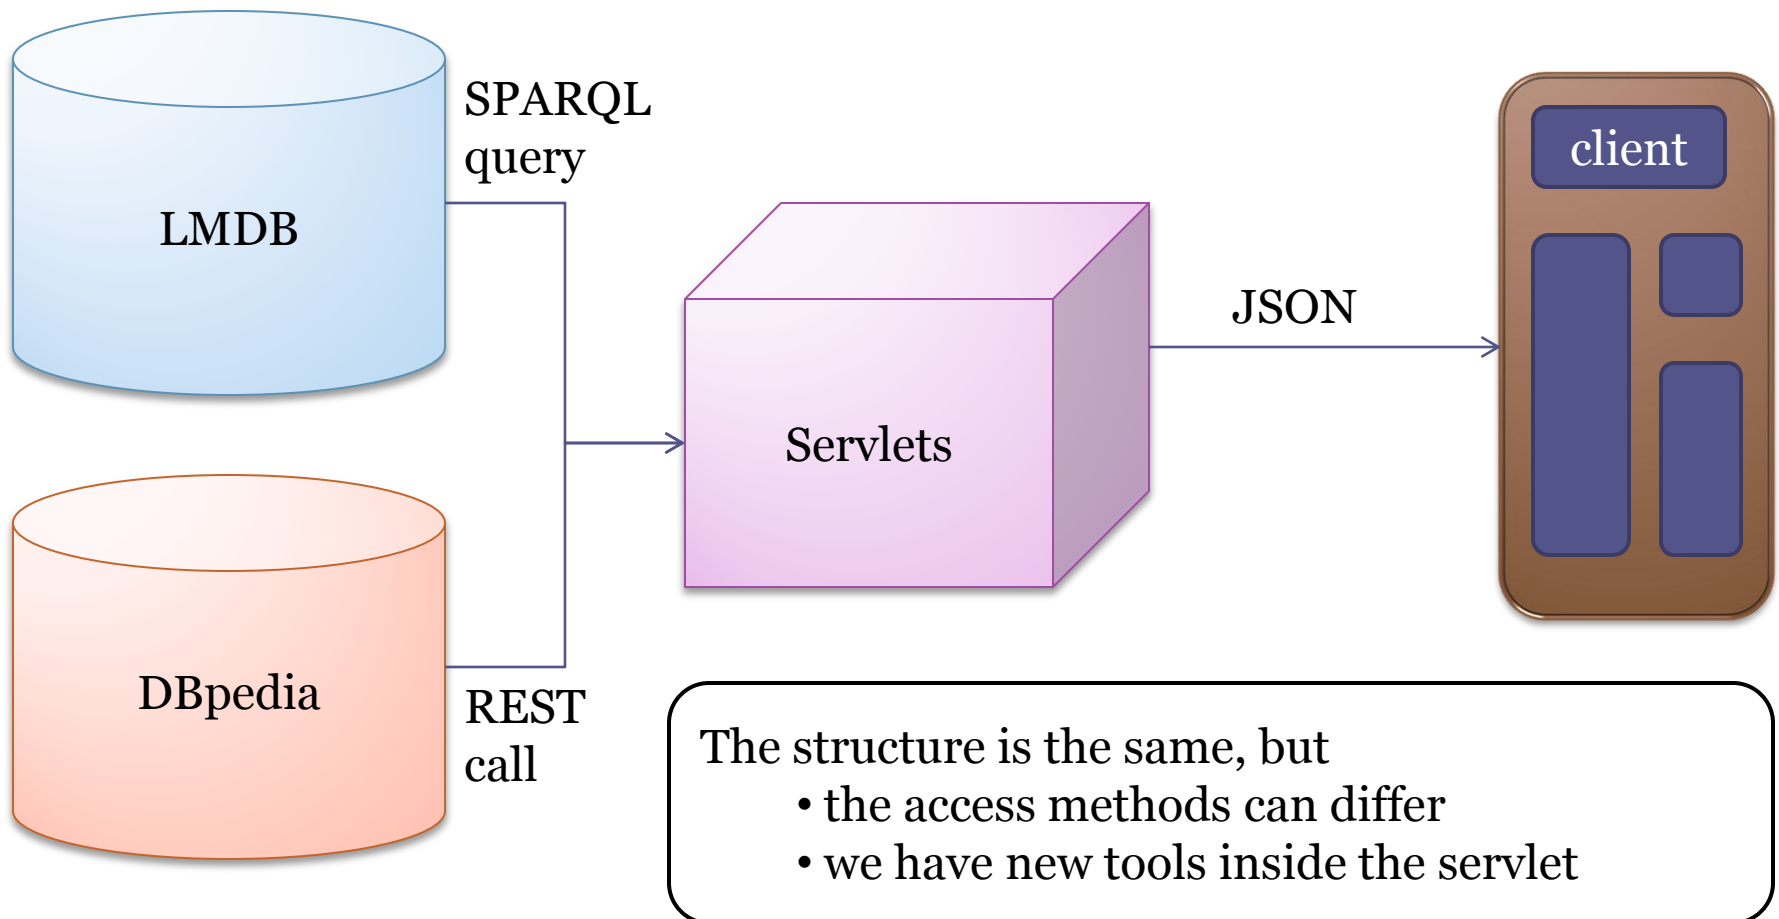 SPARQL
query
LMDB
client
JSON
Servlets
DBpedia
REST
call
The structure is the same, but
• the access methods can differ
• we have new tools inside the servlet